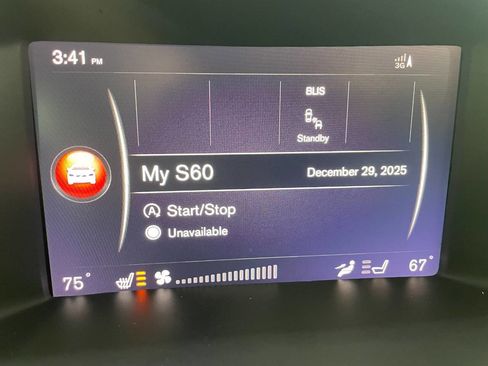 3:41 PM
3G
BLIS
Standby
My S60 December 29, 2025
Start/Stop
Unavailable
75° 67°